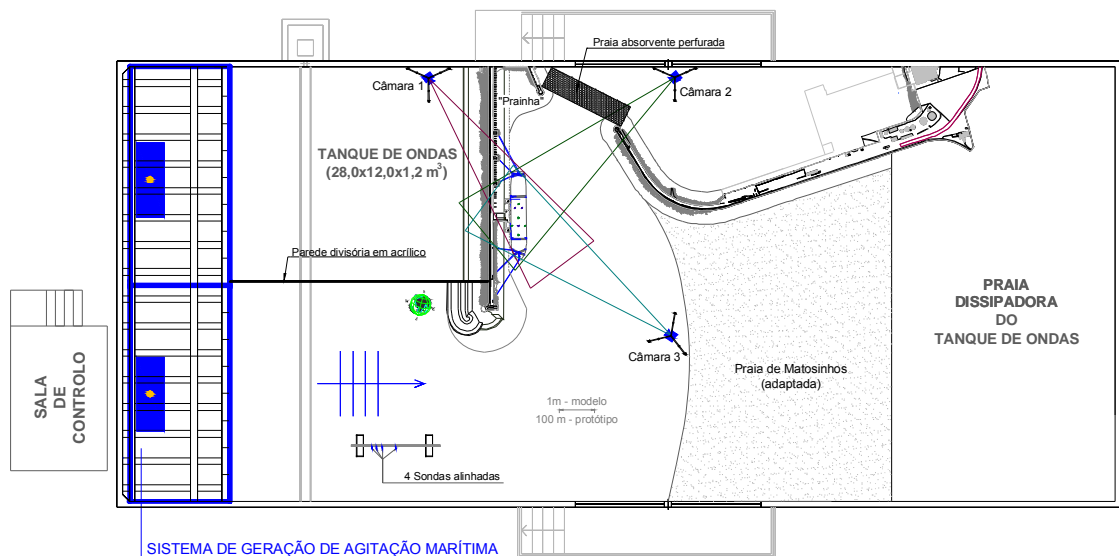 Praia absorvente perfurada
Câmara 1
Câmara 2
"Prainha"
TANQUE DE ONDAS
(28,0x12,0x1,2 m³)
Parede divisória em acrílico
SALA
DE
CONTROLO
Câmara 3
PRAIA
DISSIPADORA
DO
TANQUE DE ONDAS
Praia de Matosinhos
(adaptada)
1m - modelo
100 m - protótipo
4 Sondas alinhadas
SISTEMA DE GERAÇÃO DE AGITAÇÃO MARÍTIMA